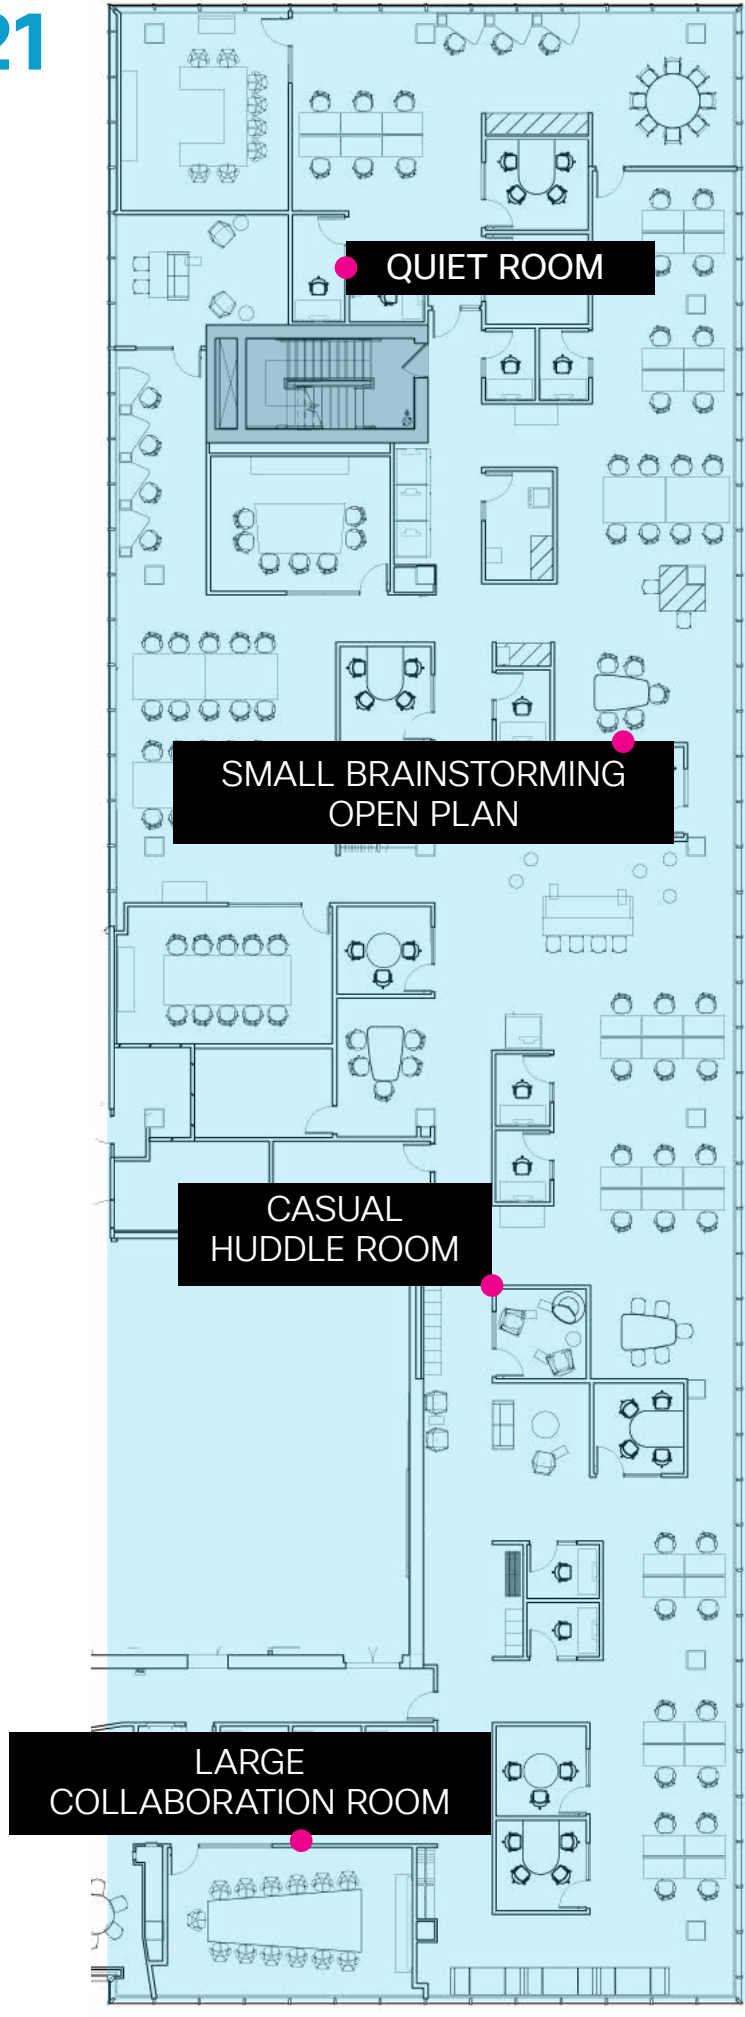 21
QUIET ROOM
SMALL BRAINSTORMING
OPEN PLAN
CASUAL
HUDDLE ROOM
LARGE
COLLABORATION ROOM